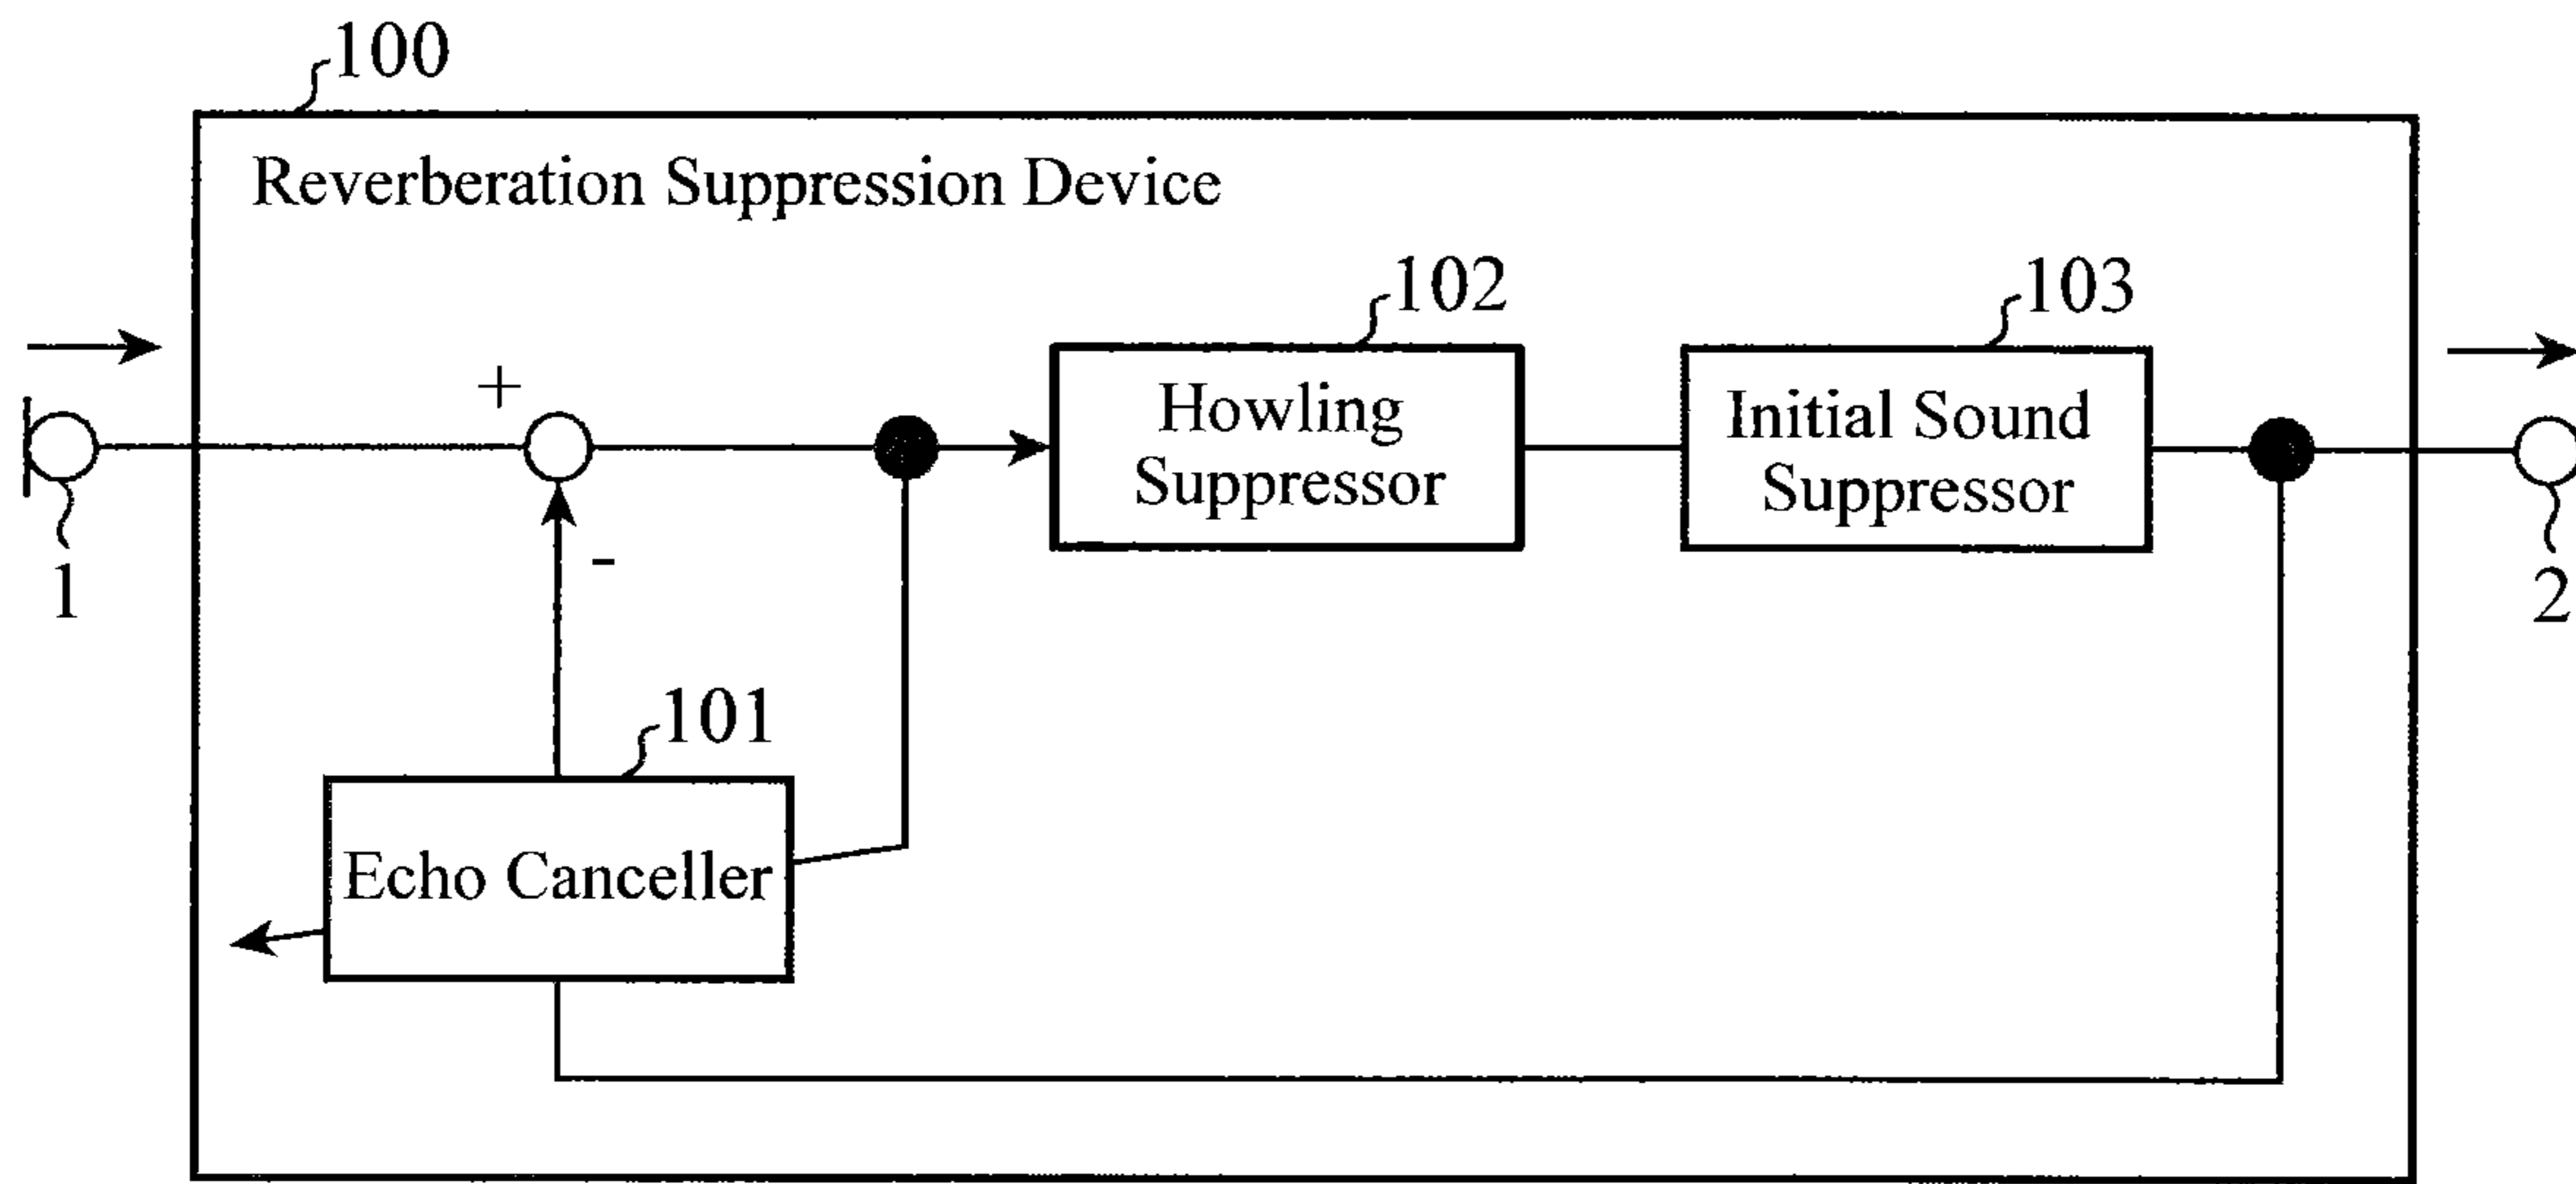 100
Reverberation Suppression Device
102
103
+
Howling
Suppressor
Initial Sound
Suppressor
-
1
2
101
Echo Canceller